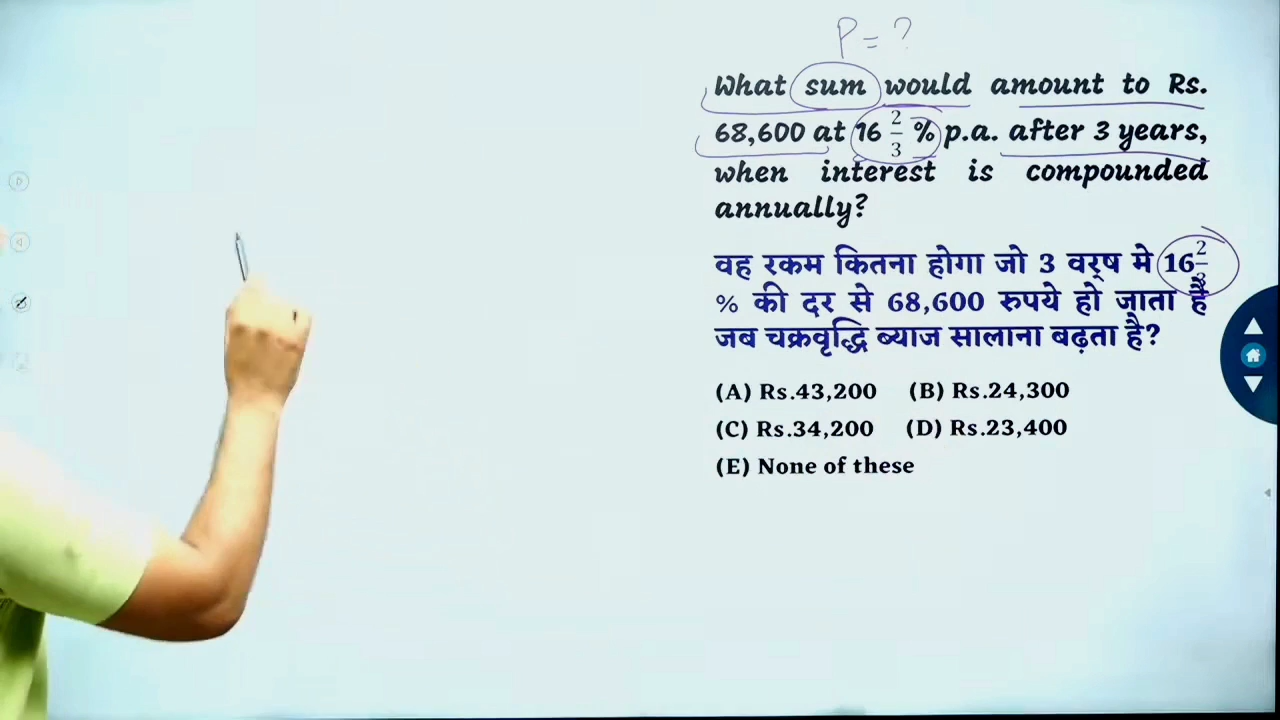 P = ?
What sum would amount to Rs.
68,600 at 16 2/3 % p.a. after 3 years,
when interest is compounded
annually?
वह रकम कितना होगा जो 3 वर्ष मे 16 2/3
% की दर से 68,600 रुपये हो जाता है
जब चक्रवृद्धि ब्याज सालाना बढ़ता है?
(A) Rs.43,200 (B) Rs.24,300
(C) Rs.34,200 (D) Rs.23,400
(E) None of these